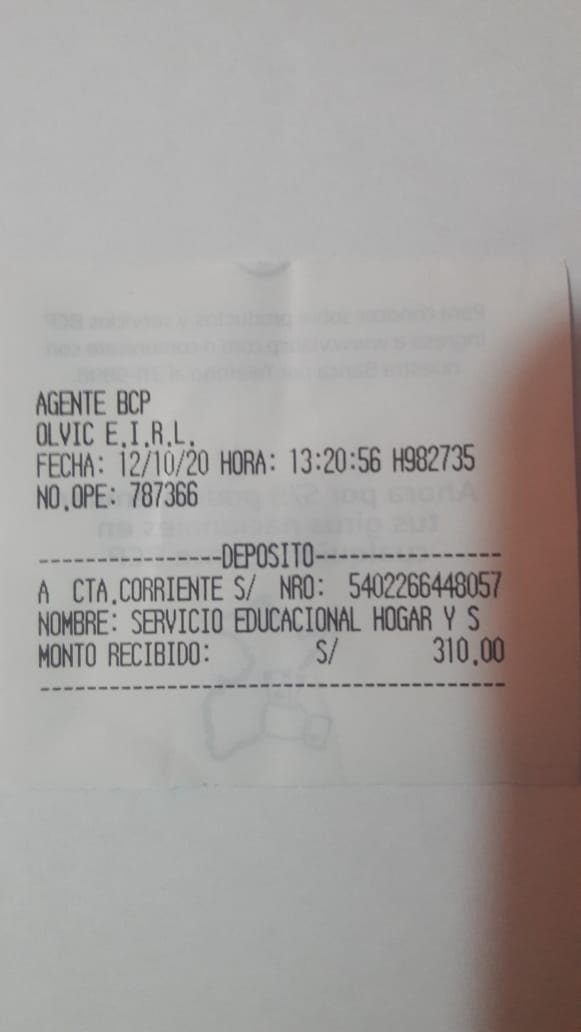 AGENTE BCP
OLVIC E.I.R.L.
FECHA: 12/10/20 HORA: 13:20:56 H982735
NO.OPE: 787366
----------------DEPOSITO----------------
A CTA.CORRIENTE S/ NRO: 5402266448057
NOMBRE: SERVICIO EDUCACIONAL HOGAR Y S
MONTO RECIBIDO: S/ 310.00
----------------------------------------